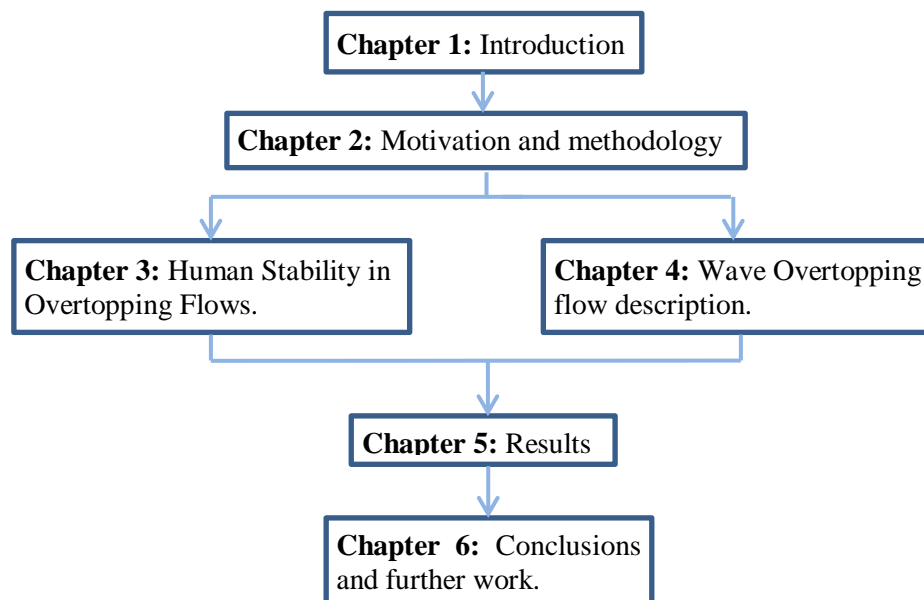 Chapter 1: Introduction
Chapter 2: Motivation and methodology
Chapter 3: Human Stability in
Overtopping Flows.
Chapter 4: Wave Overtopping
flow description.
Chapter 5: Results
Chapter 6: Conclusions
and further work.